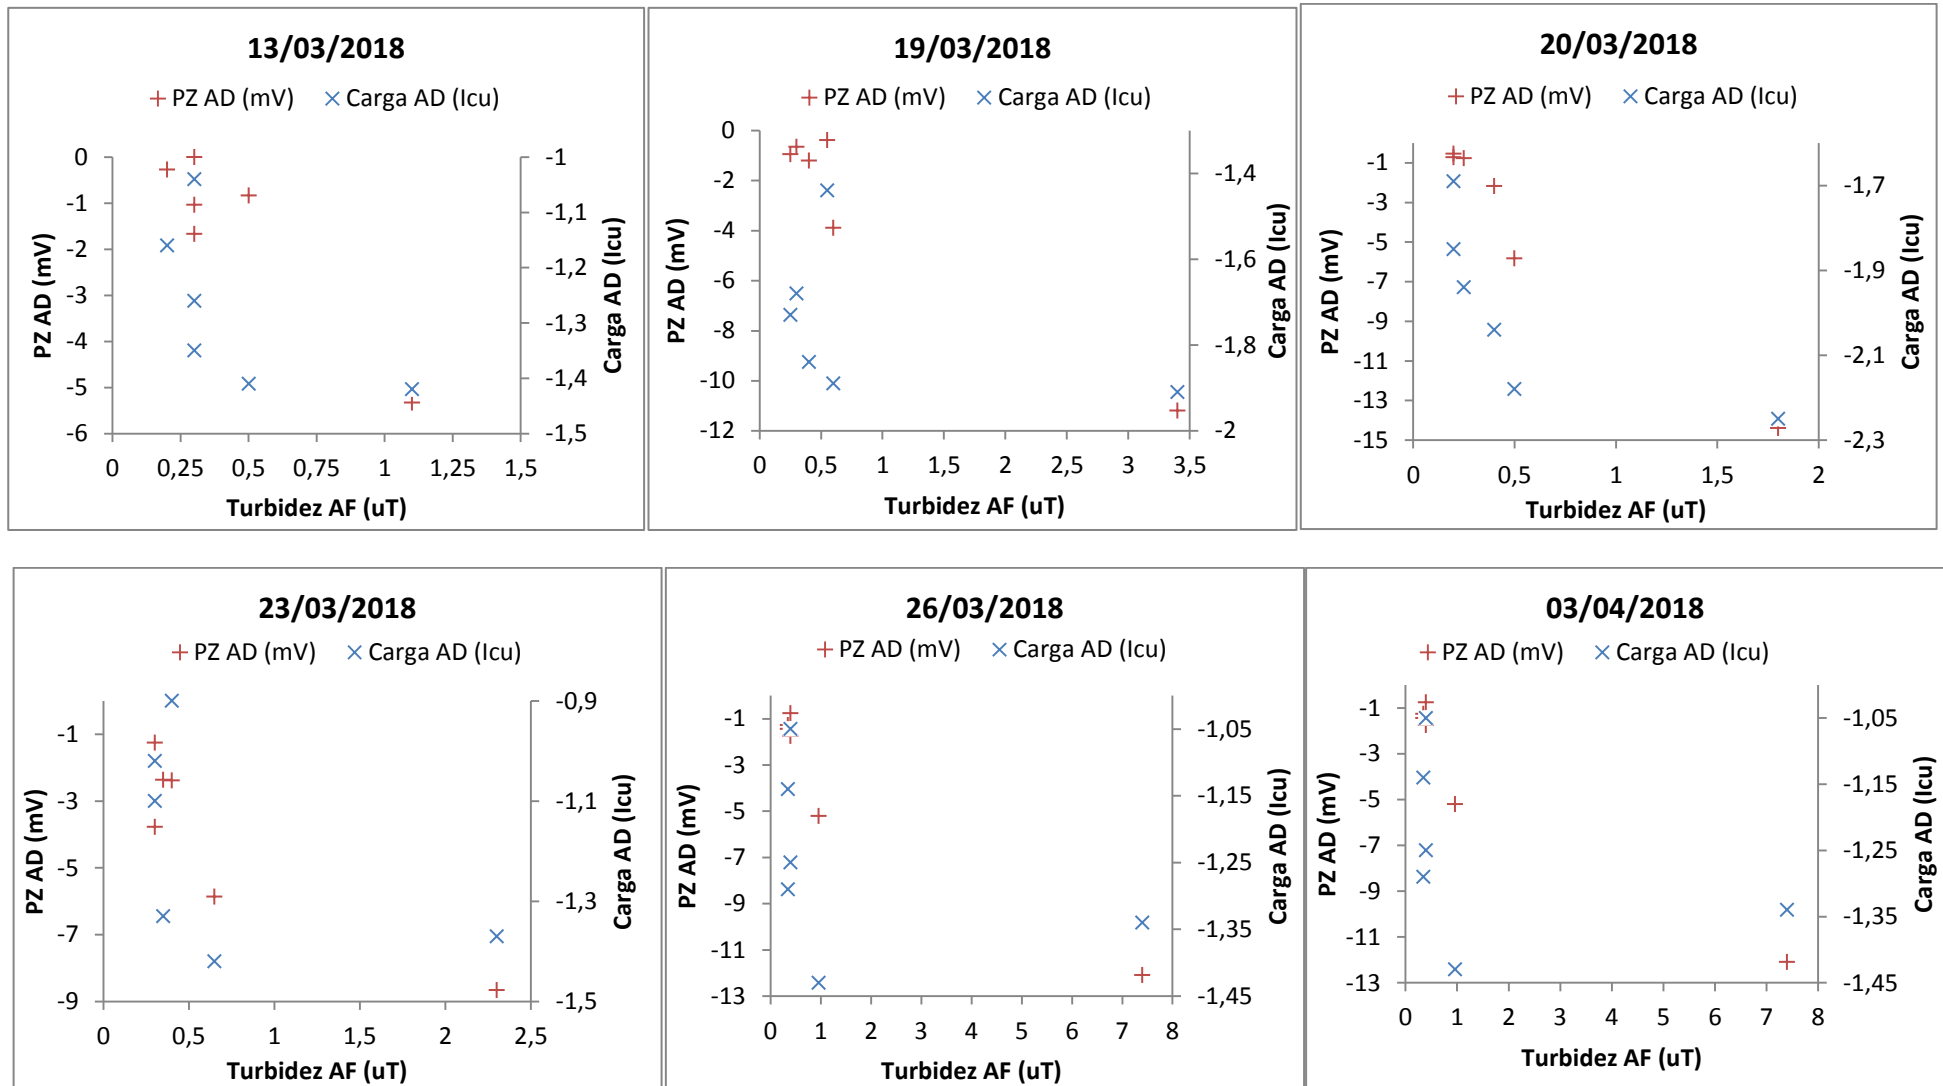 13/03/2018
PZ AD (mV) Carga AD (Icu)
0
-1
-2
-3
-4
-5
-6
PZ AD (mV)
-1
-1,1
-1,2
-1,3
-1,4
-1,5
Carga AD (Icu)
0 0,25 0,5 0,75 1 1,25 1,5
Turbidez AF (uT)
19/03/2018
PZ AD (mV) Carga AD (Icu)
0
-2
-4
-6
-8
-10
-12
PZ AD (mV)
-1,4
-1,6
-1,8
-2
Carga AD (Icu)
0 0,5 1 1,5 2 2,5 3 3,5
Turbidez AF (uT)
20/03/2018
PZ AD (mV) Carga AD (Icu)
-1
-3
-5
-7
-9
-11
-13
-15
PZ AD (mV)
-1,7
-1,9
-2,1
-2,3
Carga AD (Icu)
0 0,5 1 1,5 2
Turbidez AF (uT)
23/03/2018
PZ AD (mV) Carga AD (Icu)
-1
-3
-5
-7
-9
PZ AD (mV)
-0,9
-1,1
-1,3
-1,5
Carga AD (Icu)
0 0,5 1 1,5 2 2,5
Turbidez AF (uT)
26/03/2018
PZ AD (mV) Carga AD (Icu)
-1
-3
-5
-7
-9
-11
-13
PZ AD (mV)
-1,05
-1,15
-1,25
-1,35
-1,45
Carga AD (Icu)
0 1 2 3 4 5 6 7 8
Turbidez AF (uT)
03/04/2018
PZ AD (mV) Carga AD (Icu)
-1
-3
-5
-7
-9
-11
-13
PZ AD (mV)
-1,05
-1,15
-1,25
-1,35
-1,45
Carga AD (Icu)
0 1 2 3 4 5 6 7 8
Turbidez AF (uT)